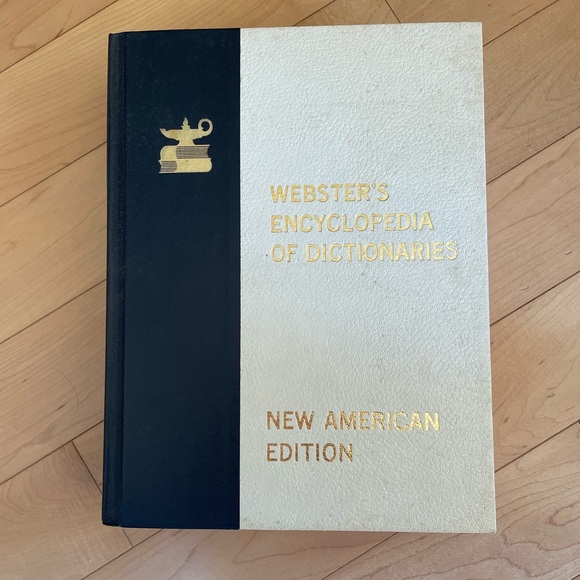 WEBSTER'S
ENCYCLOPEDIA
OF DICTIONARIES
NEW AMERICAN
EDITION